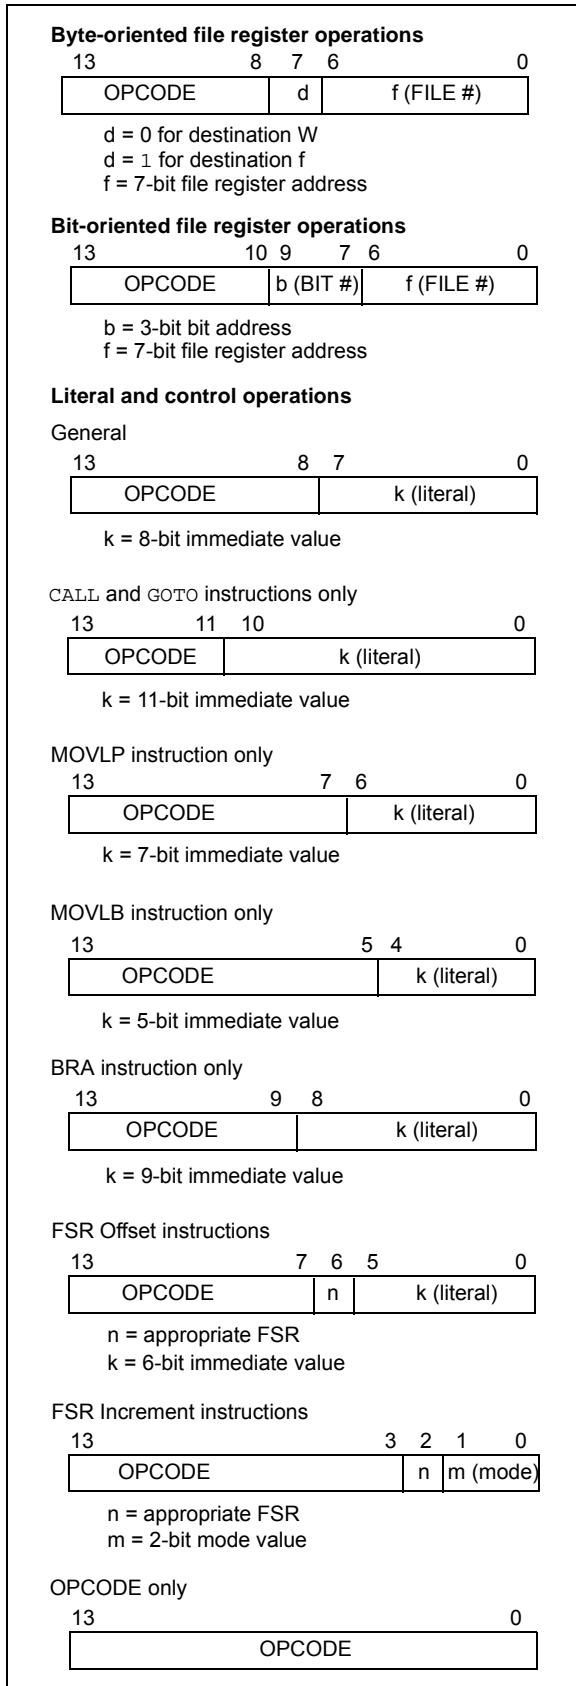 Byte-oriented file register operations
13 8 7 6 0
OPCODE d f (FILE #)
d = 0 for destination W
d = 1 for destination f
f = 7-bit file register address
Bit-oriented file register operations
13 10 9 7 6 0
OPCODE b (BIT #) f (FILE #)
b = 3-bit bit address
f = 7-bit file register address
Literal and control operations
General
13 8 7 0
OPCODE k (literal)
k = 8-bit immediate value
CALL and GOTO instructions only
13 11 10 0
OPCODE k (literal)
k = 11-bit immediate value
MOVLP instruction only
13 7 6 0
OPCODE k (literal)
k = 7-bit immediate value
MOVLB instruction only
13 5 4 0
OPCODE k (literal)
k = 5-bit immediate value
BRA instruction only
13 9 8 0
OPCODE k (literal)
k = 9-bit immediate value
FSR Offset instructions
13 7 6 5 0
OPCODE n k (literal)
n = appropriate FSR
k = 6-bit immediate value
FSR Increment instructions
13 3 2 1 0
OPCODE n m (mode)
n = appropriate FSR
m = 2-bit mode value
OPCODE only
13 0
OPCODE